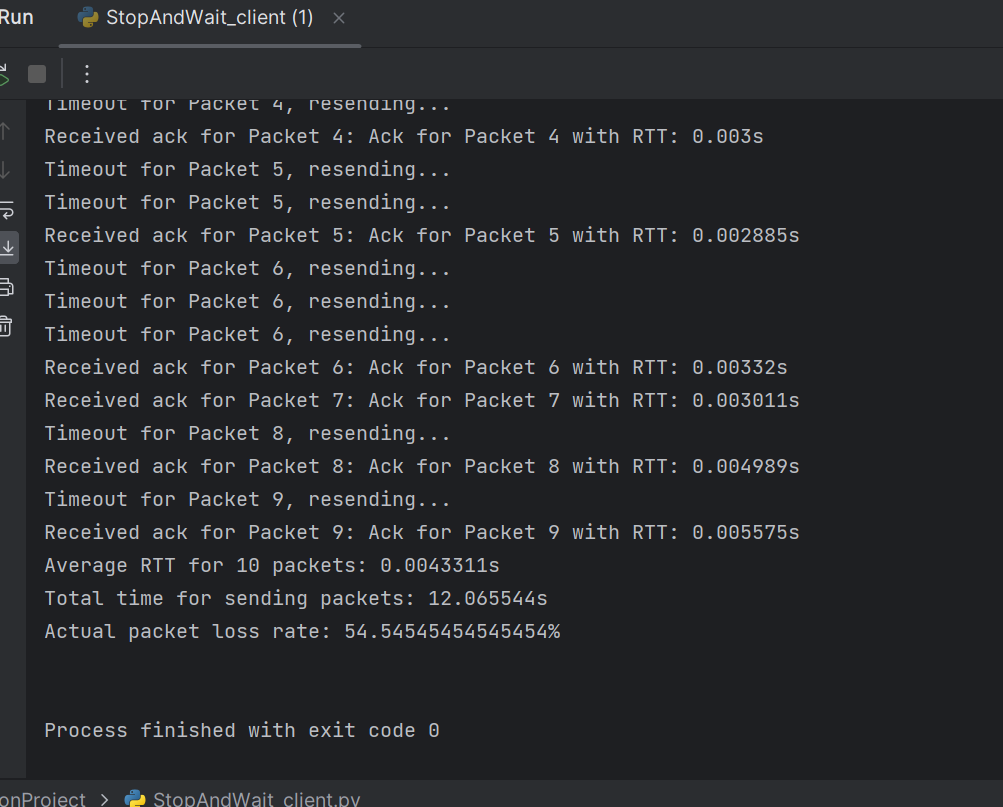 Run
StopAndWait_client (1)
Timeout for Packet 4, resending...
Received ack for Packet 4: Ack for Packet 4 with RTT: 0.003s
Timeout for Packet 5, resending...
Timeout for Packet 5, resending...
Received ack for Packet 5: Ack for Packet 5 with RTT: 0.002885s
Timeout for Packet 6, resending...
Timeout for Packet 6, resending...
Timeout for Packet 6, resending...
Received ack for Packet 6: Ack for Packet 6 with RTT: 0.00332s
Received ack for Packet 7: Ack for Packet 7 with RTT: 0.003011s
Timeout for Packet 8, resending...
Received ack for Packet 8: Ack for Packet 8 with RTT: 0.004989s
Timeout for Packet 9, resending...
Received ack for Packet 9: Ack for Packet 9 with RTT: 0.005575s
Average RTT for 10 packets: 0.0043311s
Total time for sending packets: 12.065544s
Actual packet loss rate: 54.54545454545454%
Process finished with exit code 0
onProject > StopAndWait_client.py